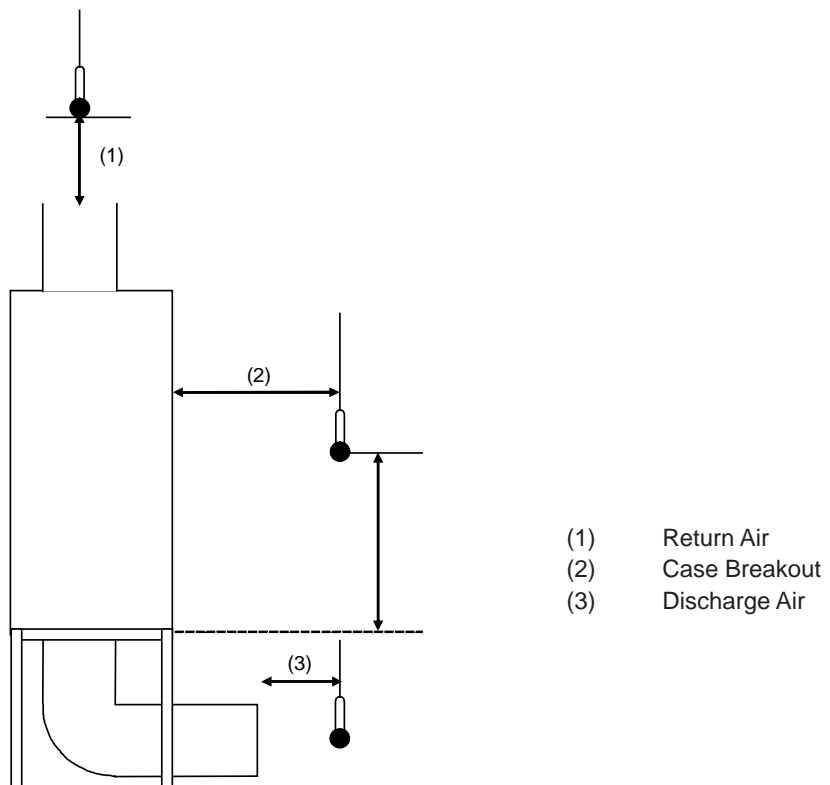 (1)
(2)
(1) Return Air
(2) Case Breakout
(3) Discharge Air
(3)